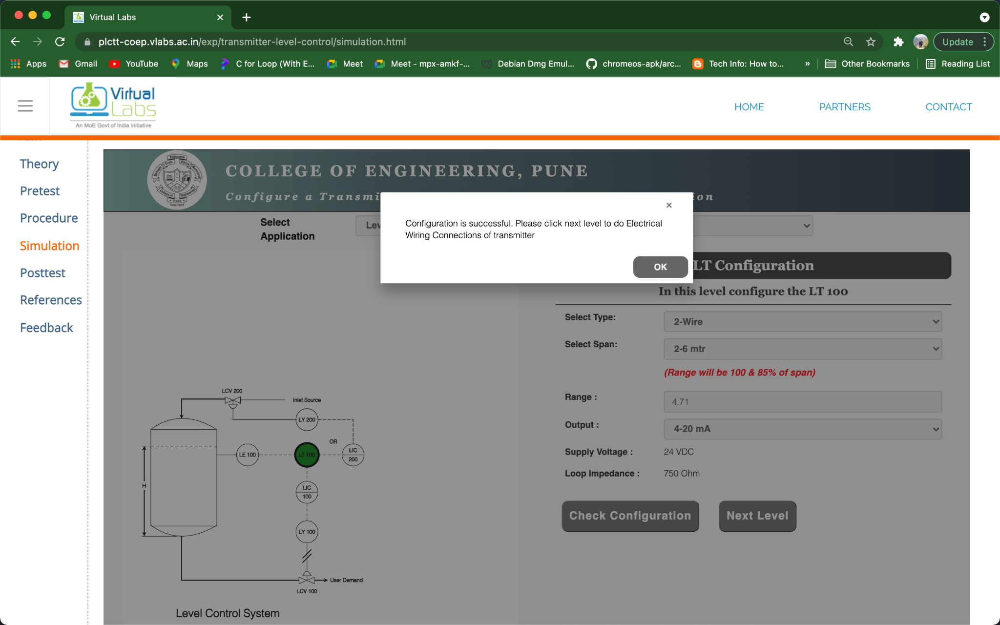 Virtual Labs
plctt-coep.vlabs.ac.in/exp/transmitter-level-control/simulation.html
Update
Apps
Gmail
YouTube
Maps
C for Loop (With E...
Meet
Meet - mpx-amkf-...
Debian Dmg Emul...
chromeos-apk/arc...
Tech Info: How to...
»
Other Bookmarks
Reading List
Virtual
Labs
An MoE Govt of India Initiative
HOME
PARTNERS
CONTACT
Theory
Pretest
Procedure
Simulation
Posttest
References
Feedback
COLLEGE OF ENGINEERING, PUNE
Configure a Transmi
ion
Select
Application
Lev
Configuration is successful. Please click next level to do Electrical
Wiring Connections of transmitter
OK
LT Configuration
In this level configure the LT 100
Select Type:
2-Wire
Select Span:
2-6 mtr
(Range will be 100 & 85% of span)
Range :
4.71
Output :
4-20 mA
Supply Voltage :
24 VDC
Loop Impedance :
750 Ohm
Check Configuration
Next Level
LCV 200
Inlet Source
LY 200
OR
LE 100
LT 100
LIC
200
H
LIC
100
LY 100
User Demand
LCV 100
Level Control System